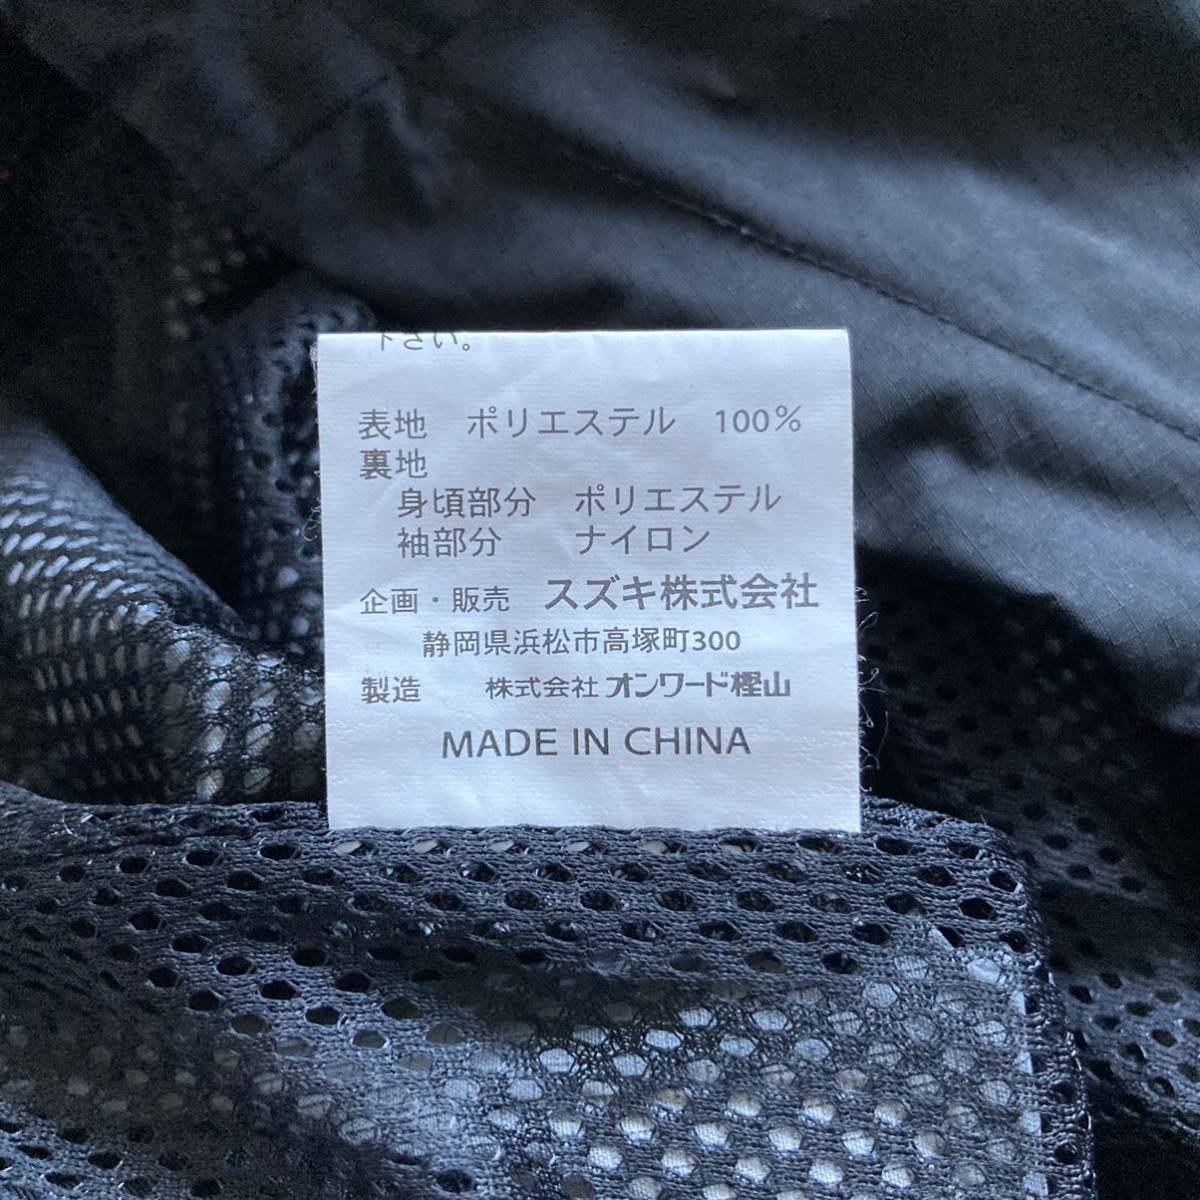 下さい。
表地 ポリエステル 100%
裏地
身頃部分 ポリエステル
袖部分 ナイロン
企画・販売 スズキ株式会社
静岡県浜松市高塚町300
製造 株式会社 オンワード樫山
MADE IN CHINA